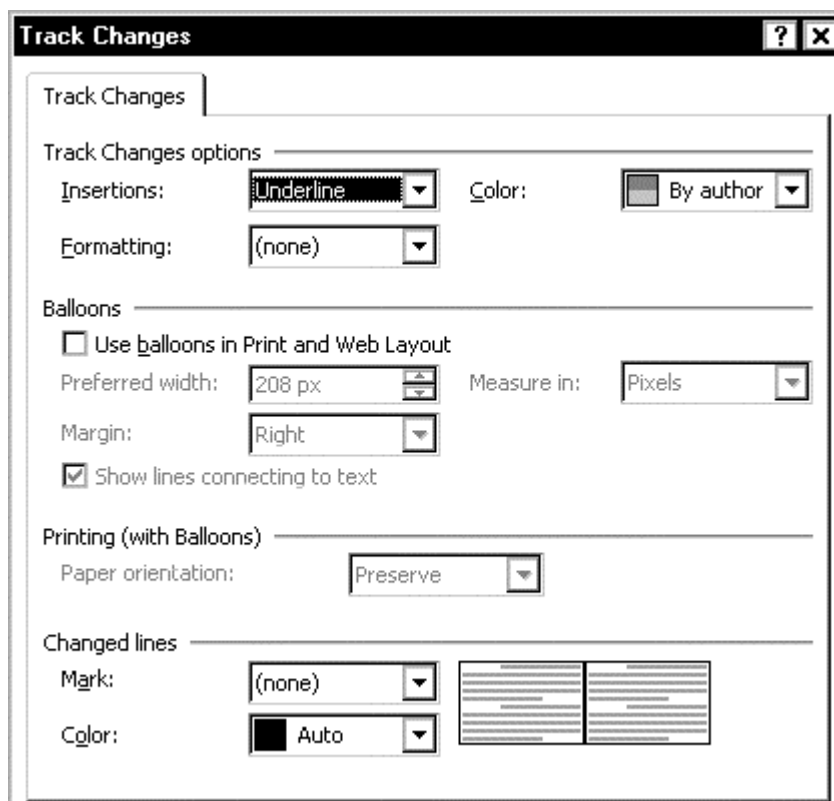 Track Changes
Track Changes
Track Changes options
Insertions: Underline Color: By author
Formatting: (none)
Balloons
Use balloons in Print and Web Layout
Preferred width: 208 px Measure in: Pixels
Margin: Right
Show lines connecting to text
Printing (with Balloons)
Paper orientation: Preserve
Changed lines
Mark: (none)
Color: Auto